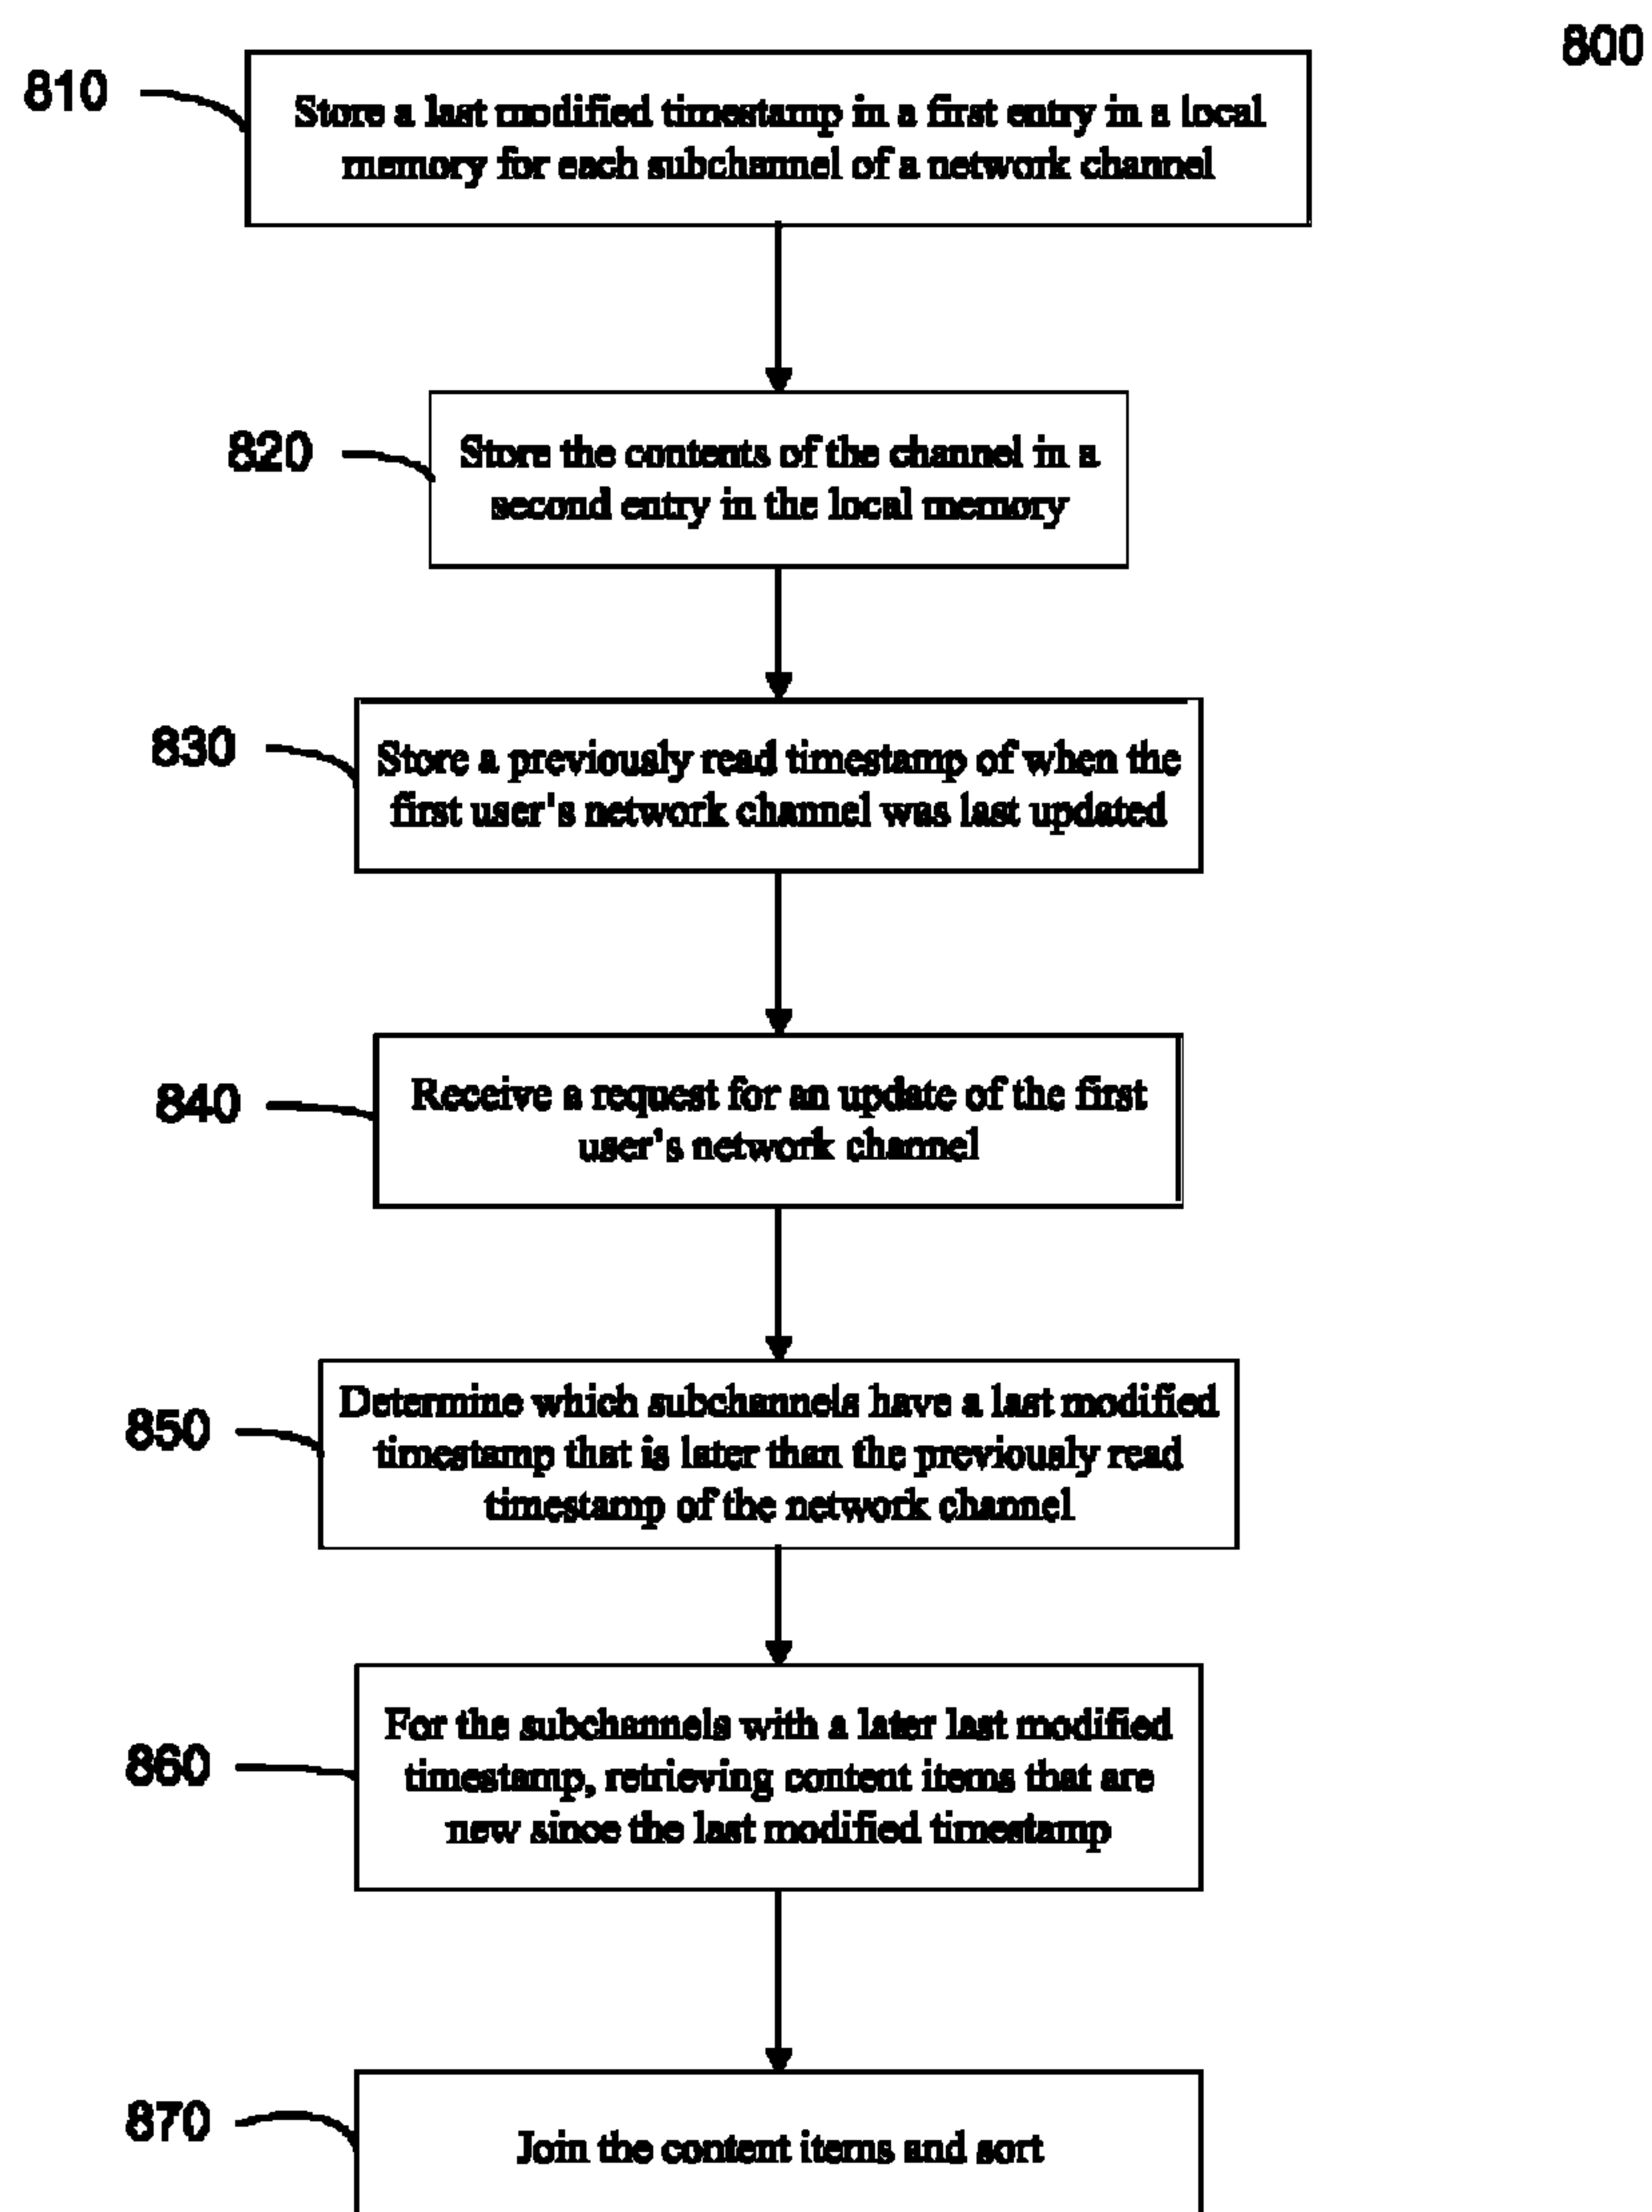 800
810
Store a last modified timestamp in a first entry in a local
memory for each subchannel of a network channel
820
Store the contents of the channel in a
second entry in the local memory
830
Store a previously read timestamp of when the
first user's network channel was last updated
840
Receive a request for an update of the first
user's network channel
850
Determine which subchannels have a last modified
timestamp that is later than the previously read
timestamp of the network channel
860
For the subchannels with a later last modified
timestamp, retrieving content items that are
new since the last modified timestamp
870
Join the content items and sort